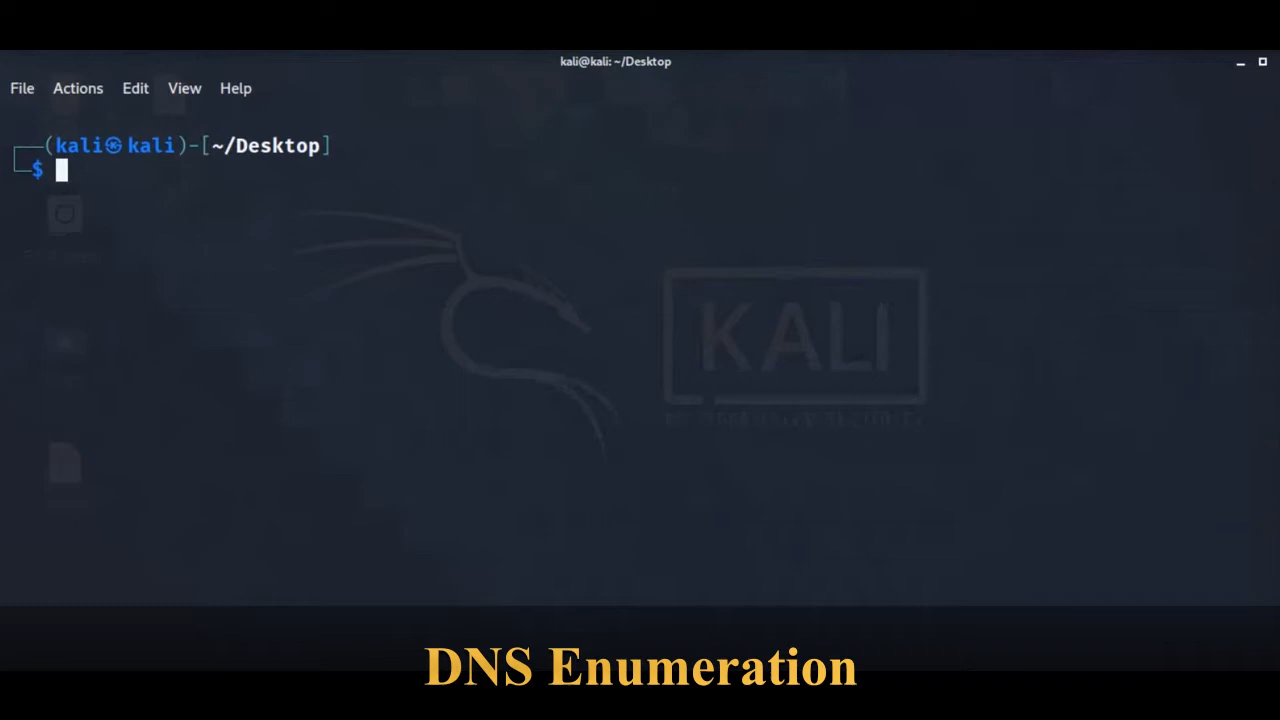 kali@kali: ~/Desktop
File Actions Edit View Help
(kali㉿kali)-[~/Desktop]
$
KALI
DNS Enumeration